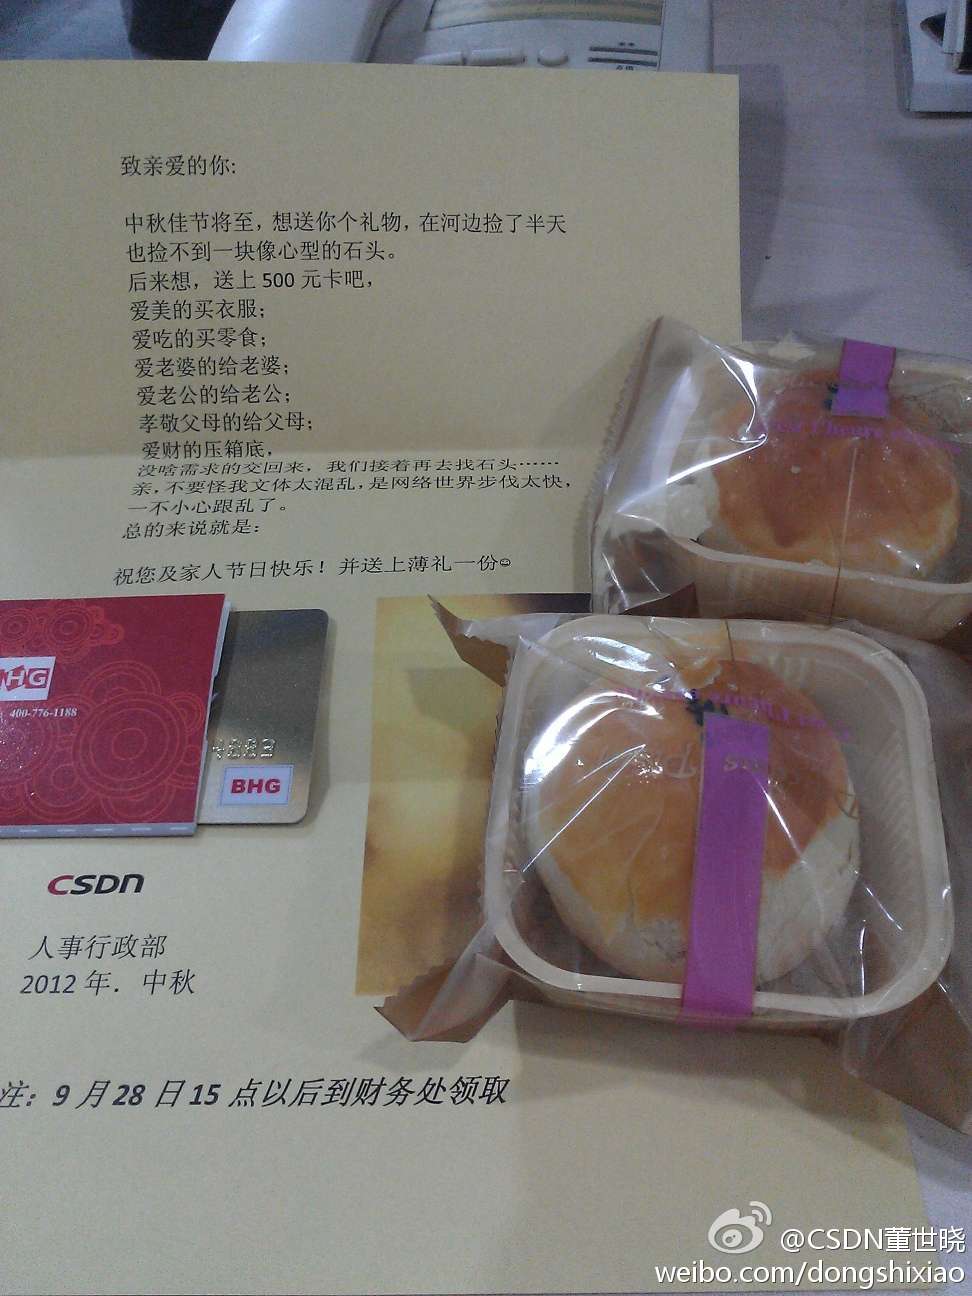 致亲爱的你:
中秋佳节将至，想送你个礼物，在河边捡了半天
也捡不到一块像心型的石头。
后来想，送上 500 元卡吧，
爱美的买衣服；
爱吃的买零食；
爱老婆的给老婆；
爱老公的给老公；
孝敬父母的给父母；
爱财的压箱底，
没啥需求的交回来，我们接着再去找石头……
亲，不要怪我文体太混乱，是网络世界步伐太快，
一不小心跟乱了。
总的来说就是：
祝您及家人节日快乐！并送上薄礼一份☺
BHG
400-776-1188
4883
BHG
CSDN
人事行政部
2012 年．中秋
注：9 月 28 日 15 点以后到财务处领取
@CSDN董世晓
weibo.com/dongshixiao